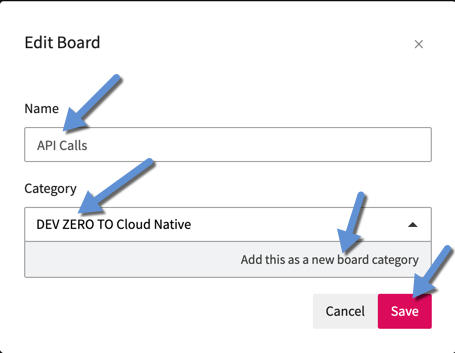 Edit Board
Name
API Calls
Category
DEV ZERO TO Cloud Native
Add this as a new board category
Cancel Save